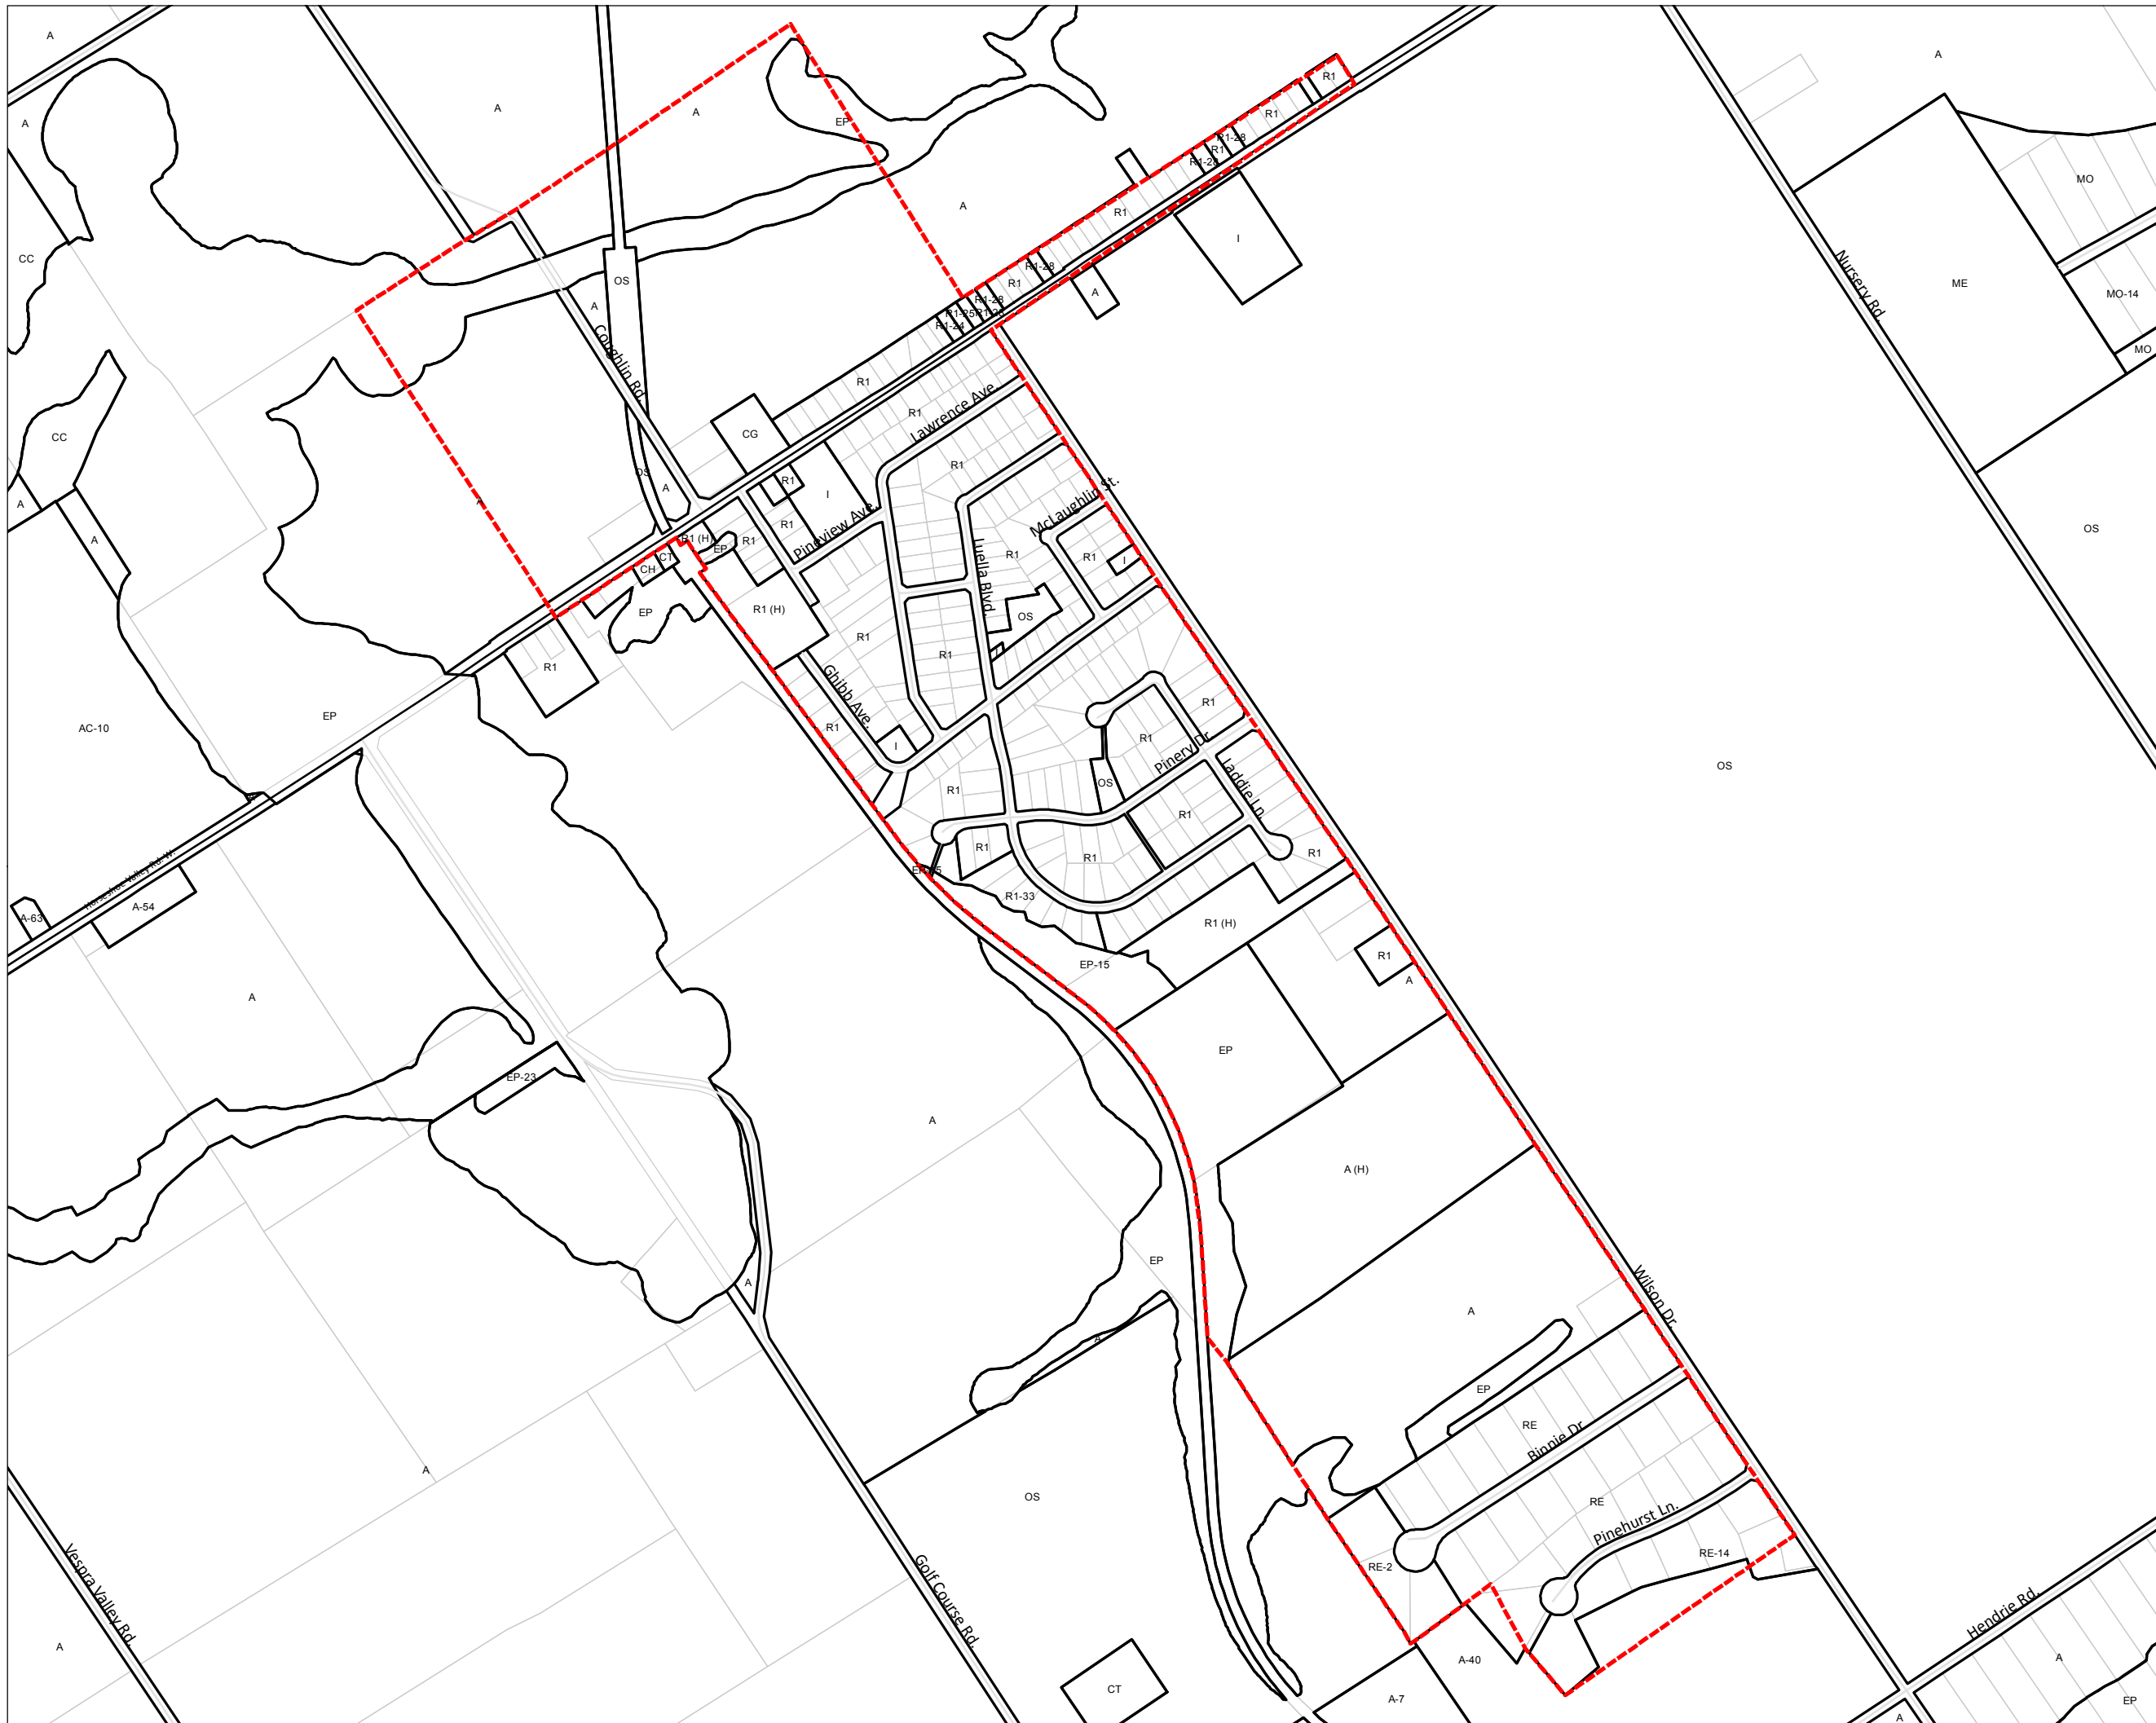 A
A
A
A
R1
A
EP
R1
R1-28
R1
R1-28
MO
A
R1
A
I
CC
R1-28
Nursery Rd.
ME
OS
R1
MO-14
A
R1-28
R1-25
R1-24
MO
Coughlin Rd.
R1
Lawrence Ave.
R1
CC
CG
R1
OS
A
R1
I
McLaughlin St.
A
A
R1
Pineview Ave.
OS
A
R1 (H)
EP
R1
Luella Blvd.
R1
R1
I
CT
CH
EP
R1 (H)
OS
R1
R1
R1
Ghibb Ave.
R1
EP
AC-10
R1
I
R1
Pinery Dr.
OS
Laddie Ln.
OS
R1
R1
R1
R1
R1
Horseshoe Valley Rd. W.
R1-33
A-63
A-54
R1 (H)
R1
EP-15
A
A
EP
EP-23
A
A (H)
EP
A
A
Wilson Dr.
A
EP
RE
Binnie Dr.
A
OS
RE
Pinehurst Ln.
Vespra Valley Rd.
Golf Course Rd.
RE-2
RE-14
Hendrie Rd.
A
A-40
A
CT
A-7
EP
A